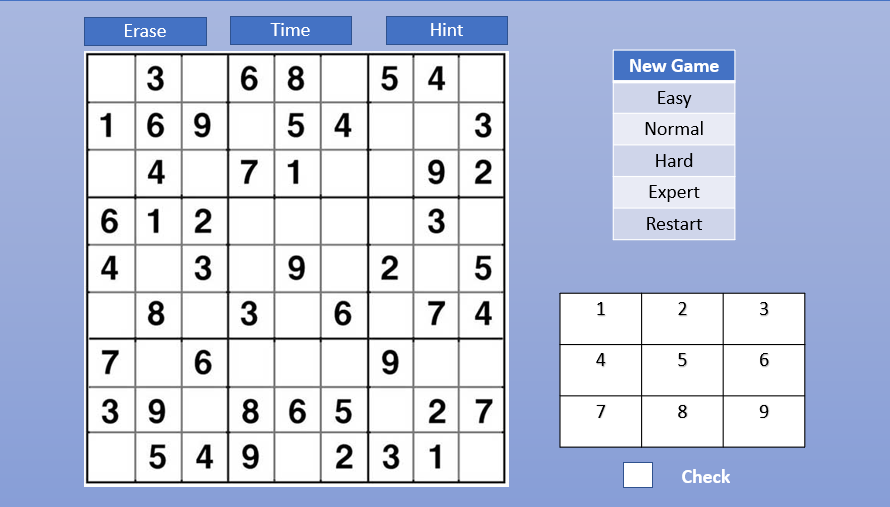 Erase Time Hint
3 6 8 5 4
1 6 9 5 4 3
4 7 1 9 2
6 1 2 3
4 3 9 2 5
8 3 6 7 4
7 6 9
3 9 8 6 5 2 7
5 4 9 2 3 1
New Game
Easy
Normal
Hard
Expert
Restart
1 2 3
4 5 6
7 8 9
Check